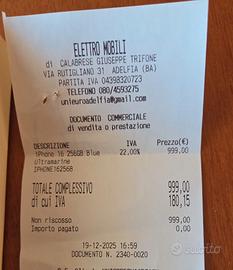 ELETTRO MOBILI
di CALABRESE GIUSEPPE TRIFONE
VIA RUTIGLIANO 31 ADELFIA (BA)
PARTITA IVA 04398320723
TELEFONO 080/4593275
unieuroadelfia@gmail.com
DOCUMENTO COMMERCIALE
di vendita o prestazione
DESCRIZIONE IVA Prezzo(€)
iPhone 16 256GB Blue 22,00% 999,00
Ultramarine
IPHONE16256B
TOTALE COMPLESSIVO 999,00
di cui IVA 180,15
Non riscosso 999,00
Importo pagato 0,00
19-12-2025 16:59
DOCUMENTO N. 2340-0020
subito